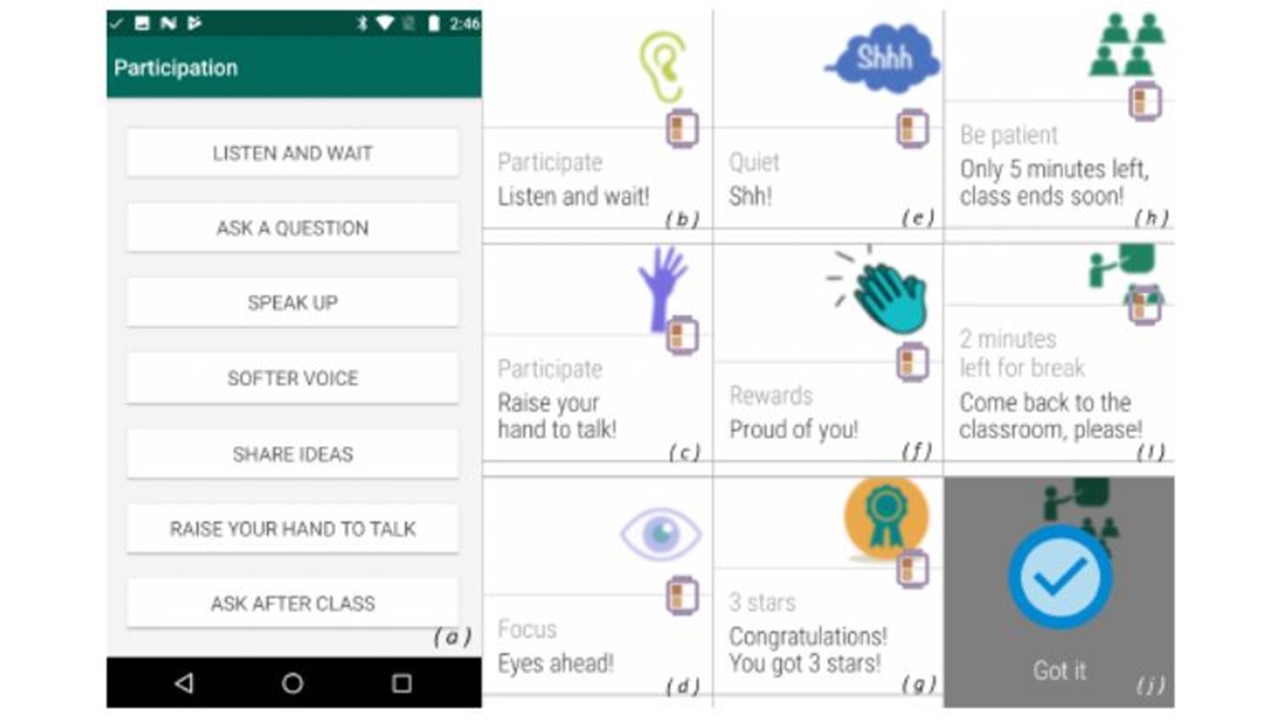 2:46
Participation
LISTEN AND WAIT
ASK A QUESTION
SPEAK UP
SOFTER VOICE
SHARE IDEAS
RAISE YOUR HAND TO TALK
ASK AFTER CLASS
(a)
Participate
Listen and wait!
(b)
Participate
Raise your
hand to talk!
(c)
Focus
Eyes ahead!
(d)
Shhh
Quiet
Shh!
(e)
Rewards
Proud of you!
(f)
3 stars
Congratulations!
You got 3 stars!
(g)
Be patient
Only 5 minutes left,
class ends soon!
(h)
2 minutes
left for break
Come back to the
classroom, please!
(i)
Got it
(j)